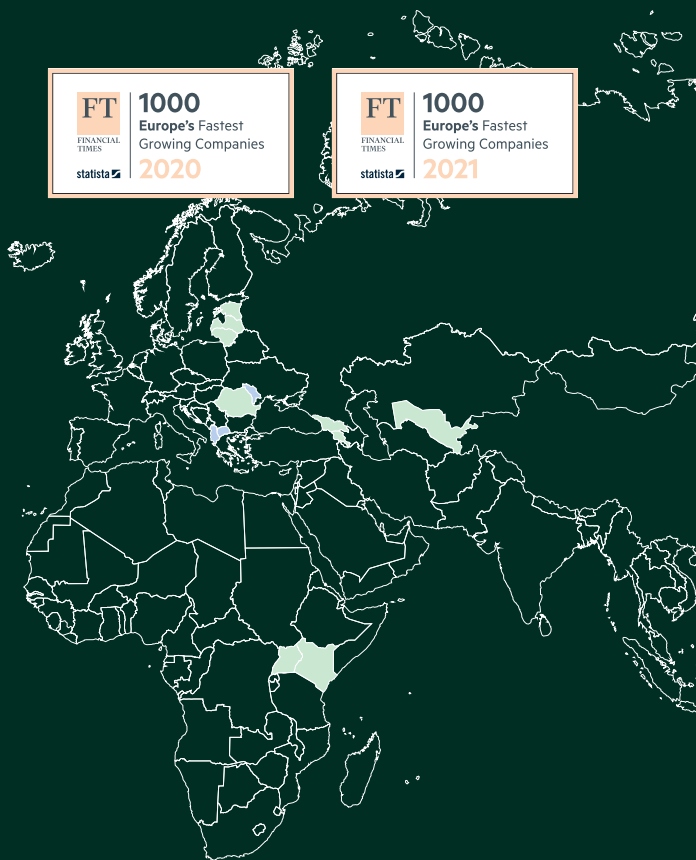 FT
FINANCIAL
TIMES
statista
1000
Europe's Fastest
Growing Companies
2020
FT
FINANCIAL
TIMES
statista
1000
Europe's Fastest
Growing Companies
2021